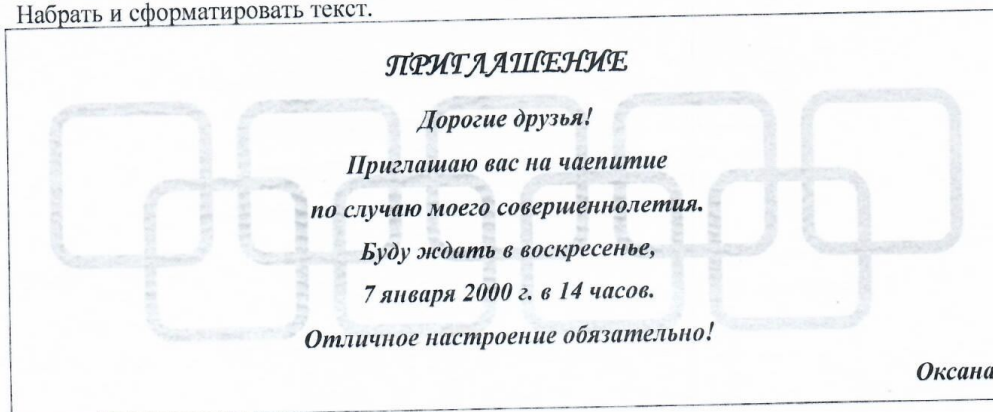 Набрать и сформатировать текст.
ПРИГЛАШЕНИЕ
Дорогие друзья!
Приглашаю вас на чаепитие
по случаю моего совершеннолетия.
Буду ждать в воскресенье,
7 января 2000 г. в 14 часов.
Отличное настроение обязательно!
Оксана